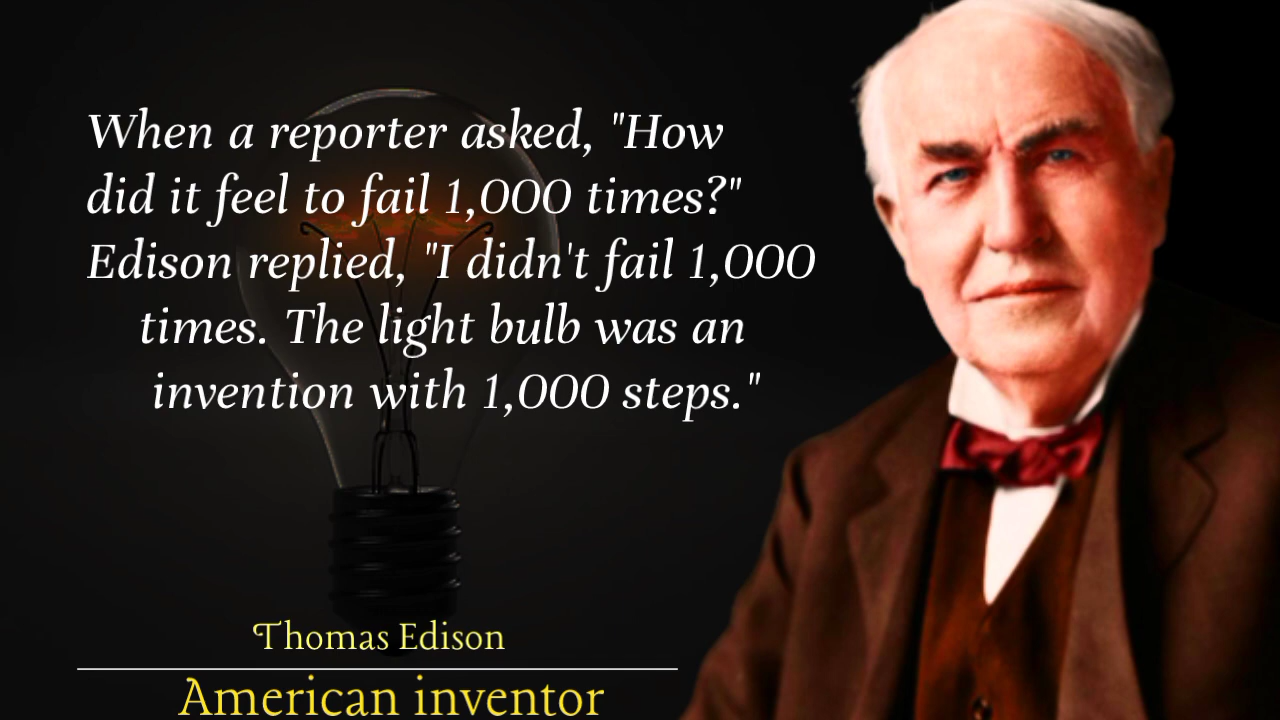 When a reporter asked, "How
did it feel to fail 1,000 times?"
Edison replied, "I didn't fail 1,000
times. The light bulb was an
invention with 1,000 steps."
Thomas Edison
American inventor